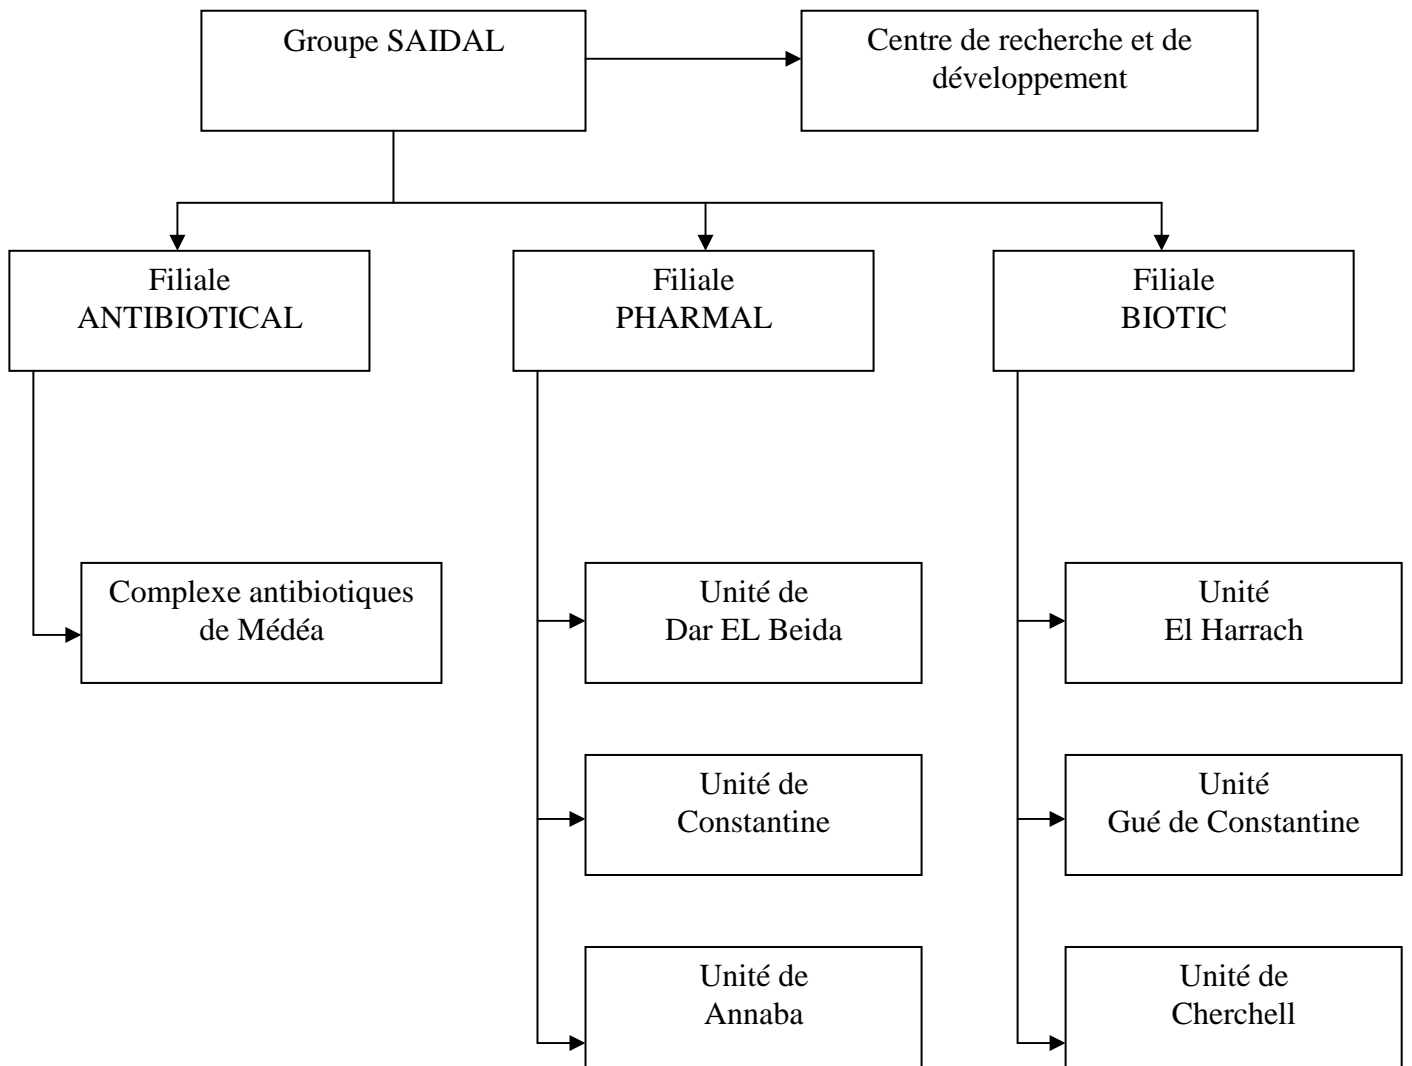 Groupe SAIDAL
Centre de recherche et de
développement
Filiale
ANTIBIOTICAL
Filiale
PHARMAL
Filiale
BIOTIC
Complexe antibiotiques
de Médéa
Unité de
Dar EL Beida
Unité
El Harrach
Unité de
Constantine
Unité
Gué de Constantine
Unité de
Annaba
Unité de
Cherchell